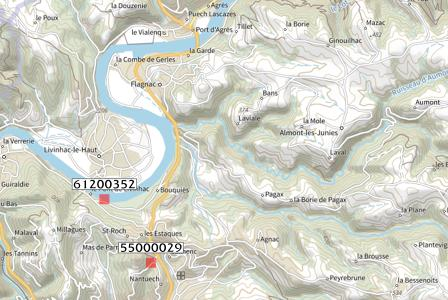 la Douzenie
Agrès
le Poux
Puech Lascazes
Mazac
le Vialenq
Port d'Agrès
Tillet
la Borie
482
Ginouilhac
la Garde
la Combe de Gerles
Flagnac
Bans
Ruisseau d'Aumont
374
Laviale
la Mole
Aumont
Almont-les-Junies
la Verrerie
Livinhac-le-Haut
Laval
Guiraldie
61200352
Bouquiès
Pagax
la Borie de Pagax
la Plane
St-Roch
Malaval
Millagues
les Estaques
Agnac
Plantevig
les Tannins
Mas de
55000029
la Brousse
Nantuech
Peyrebrune
la Bessenoits